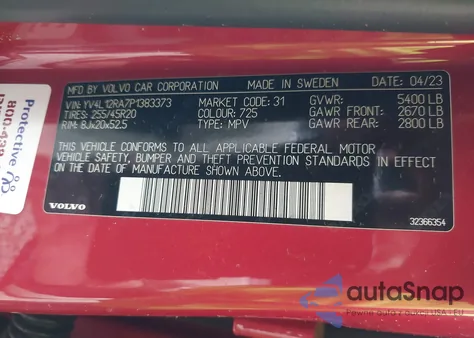 MFD. BY VOLVO CAR CORPORATION MADE IN SWEDEN 04/23
VIN: YV4L12RA7P1383373 MARKET CODE: 31 GVWR: 5400 LB
TIRES: 255/45R20 COLOUR: 725 GAWR FRONT: 2670 LB
RIM: 8Jx20x52.5 TYPE: MPV GAWR REAR: 2800 LB
THIS VEHICLE CONFORMS TO ALL APPLICABLE FEDERAL MOTOR
VEHICLE SAFETY, BUMPER AND THEFT PREVENTION STANDARDS IN EFFECT
ON THE DATE OF MANUFACTURE SHOWN ABOVE.
VOLVO
32366354
Protective
autoSnap